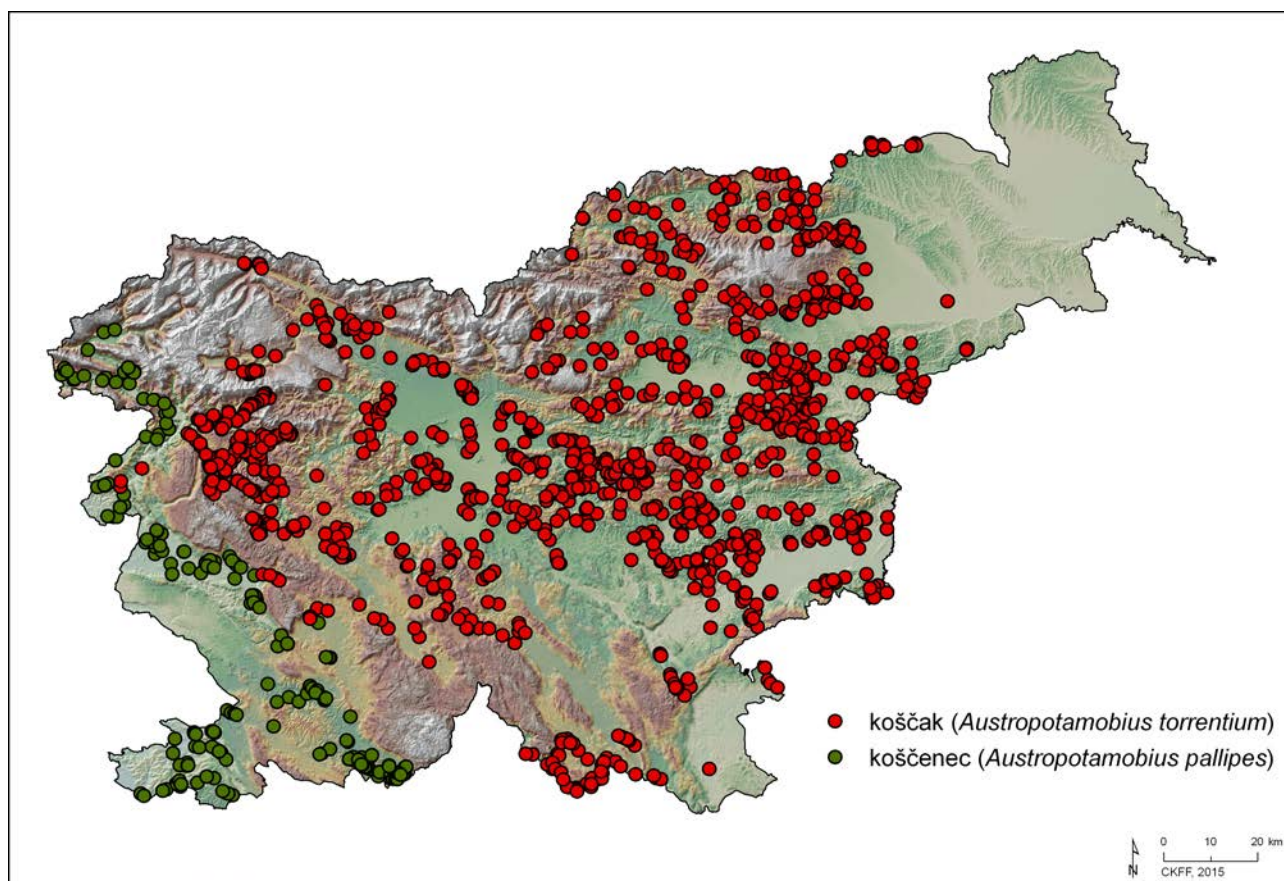 koščak (Austropotamobius torrentium)
koščenec (Austropotamobius pallipes)
0 10 20 km
N
CKFF, 2015